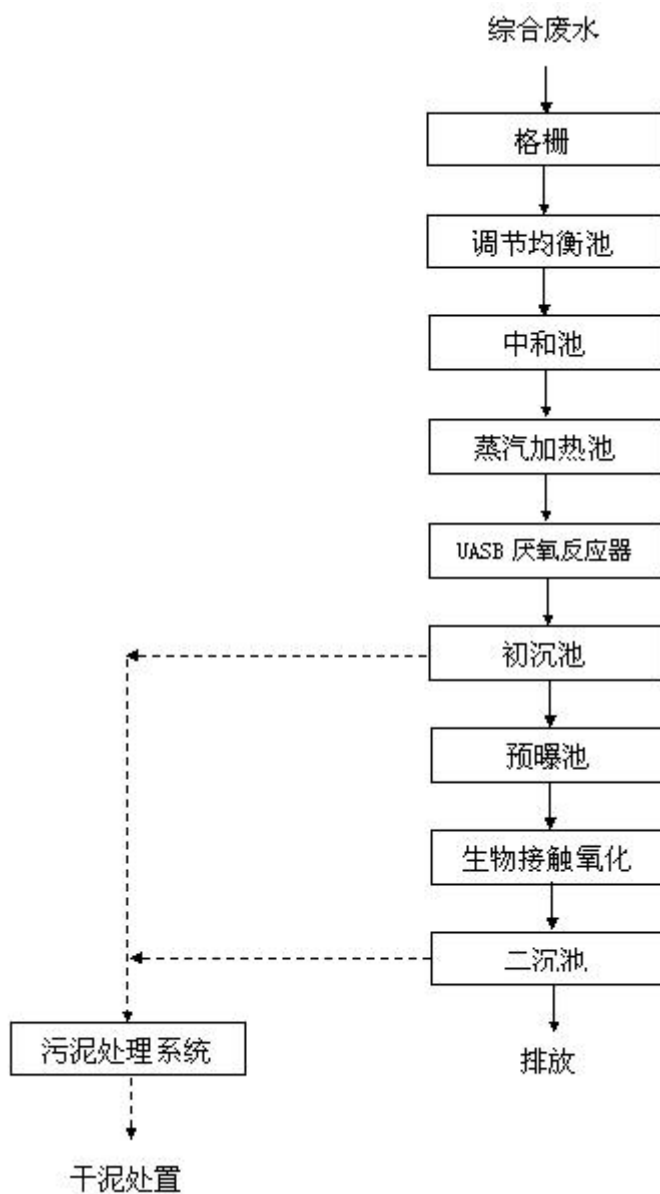 综合废水
格栅
调节均衡池
中和池
蒸汽加热池
UASB 厌氧反应器
初沉池
预曝池
生物接触氧化
二沉池
污泥处理系统
排放
干泥处置